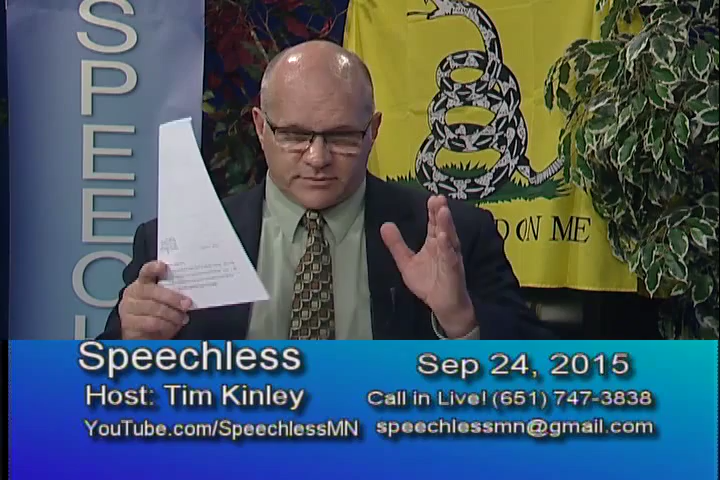 SPEECH
D ON ME
Speechless
Host: Tim Kinley
YouTube.com/SpeechlessMN
Sep 24, 2015
Call in Live! (651) 747-3838
speechlessmn@gmail.com